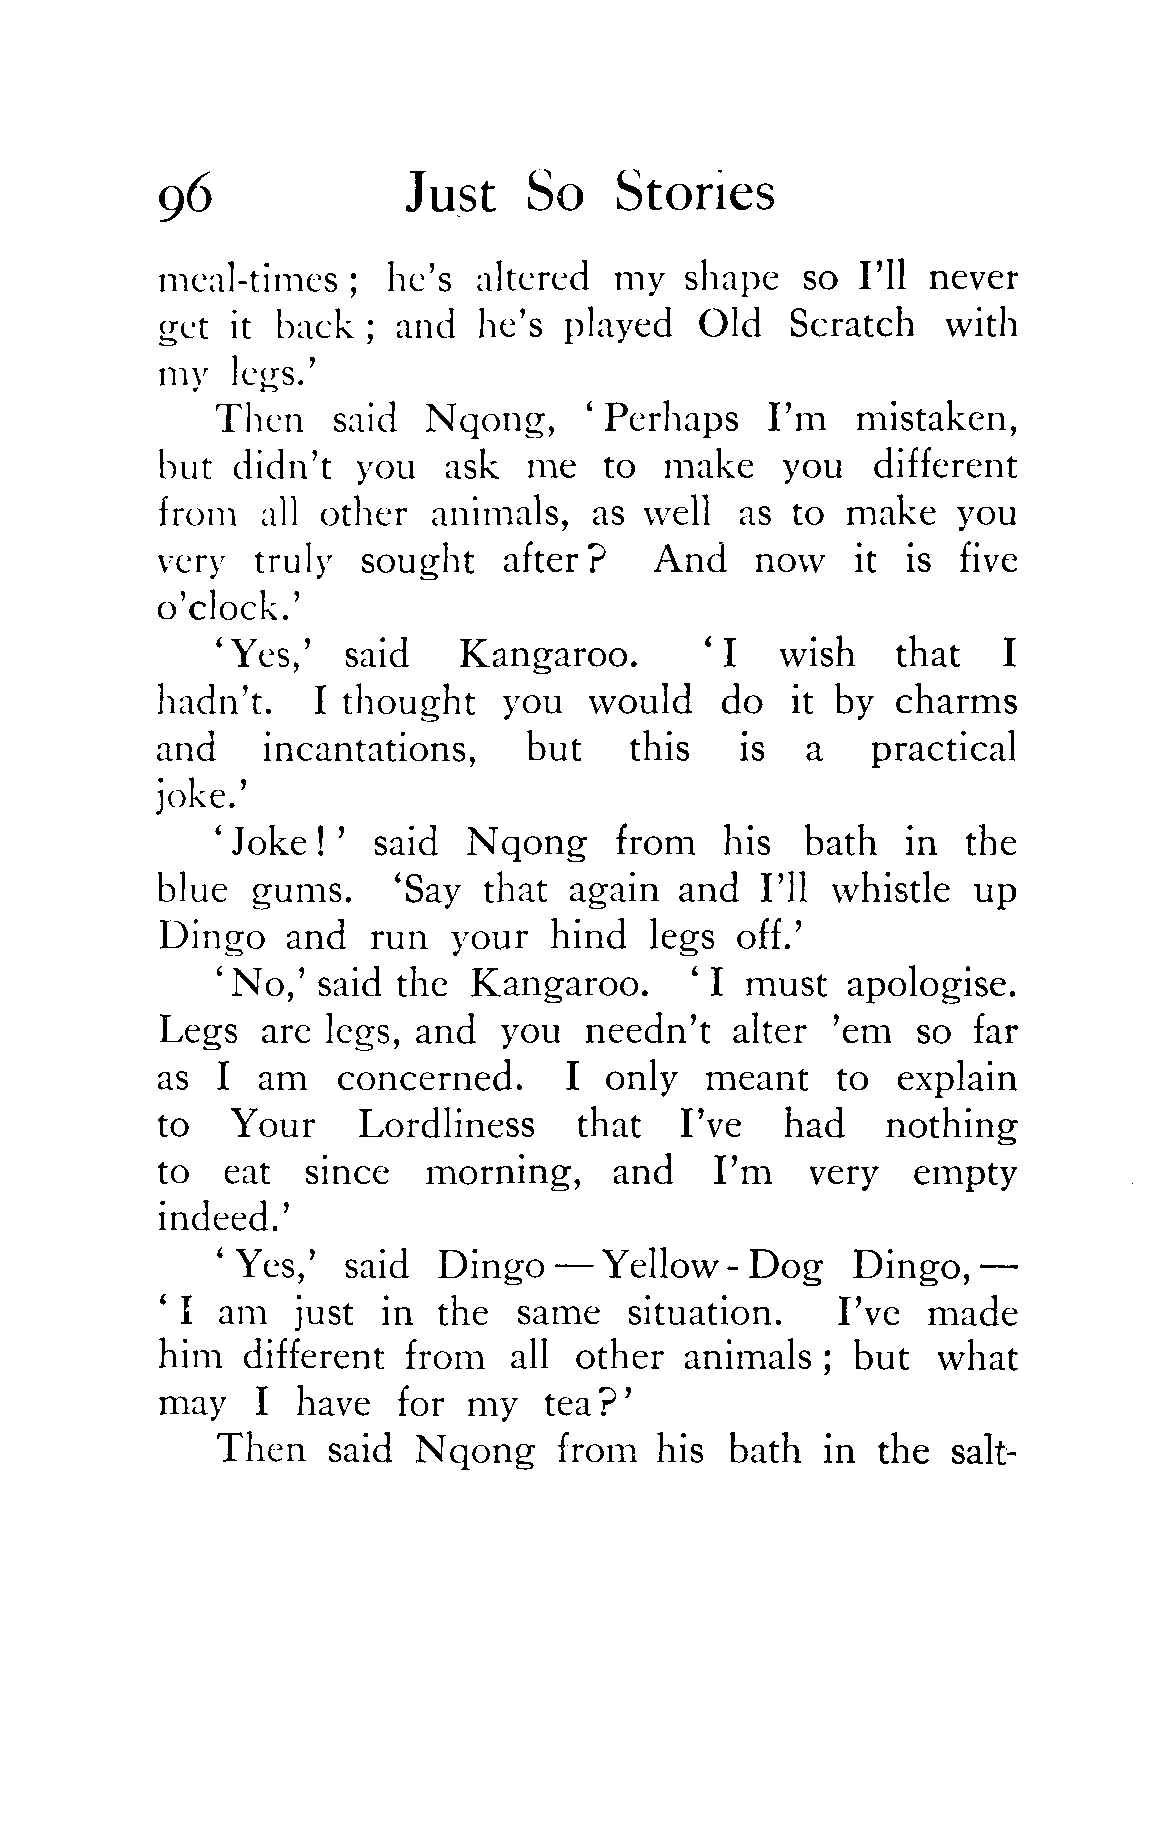 96 Just So Stories
meal-times ; he's altered my shape so I'll never
get it back ; and he's played Old Scratch with
my legs.'
Then said Nqong, ' Perhaps I'm mistaken,
but didn't you ask me to make you different
from all other animals, as well as to make you
very truly sought after ? And now it is five
o'clock.'
' Yes,' said Kangaroo. ' I wish that I
hadn't. I thought you would do it by charms
and incantations, but this is a practical
joke.'
' Joke ! ' said Nqong from his bath in the
blue gums. 'Say that again and I'll whistle up
Dingo and run your hind legs off.'
' No,' said the Kangaroo. ' I must apologise.
Legs are legs, and you needn't alter 'em so far
as I am concerned. I only meant to explain
to Your Lordliness that I've had nothing
to eat since morning, and I'm very empty
indeed.'
' Yes,' said Dingo — Yellow - Dog Dingo, —
' I am just in the same situation. I've made
him different from all other animals ; but what
may I have for my tea ? '
Then said Nqong from his bath in the salt-